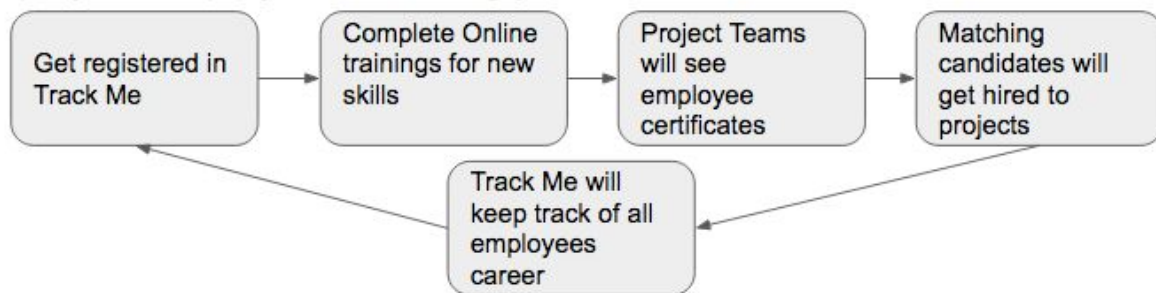 Get registered in
Track Me
Complete Online
trainings for new
skills
Project Teams
will see
employee
certificates
Matching
candidates will
get hired to
projects
Track Me will
keep track of all
employees
career